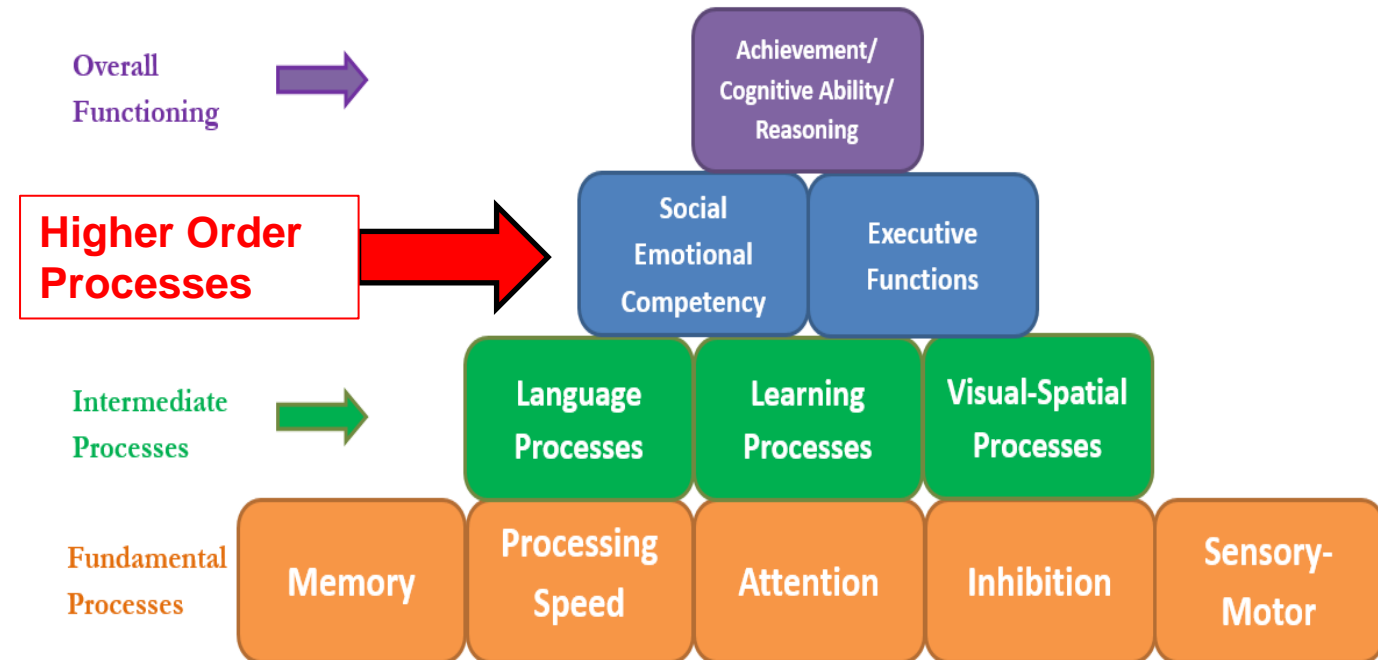 Overall
Functioning
Achievement/
Cognitive Ability/
Reasoning
Higher Order
Processes
Social
Emotional
Competency
Executive
Functions
Intermediate
Processes
Language
Processes
Learning
Processes
Visual-Spatial
Processes
Fundamental
Processes
Memory
Processing
Speed
Attention
Inhibition
Sensory-
Motor